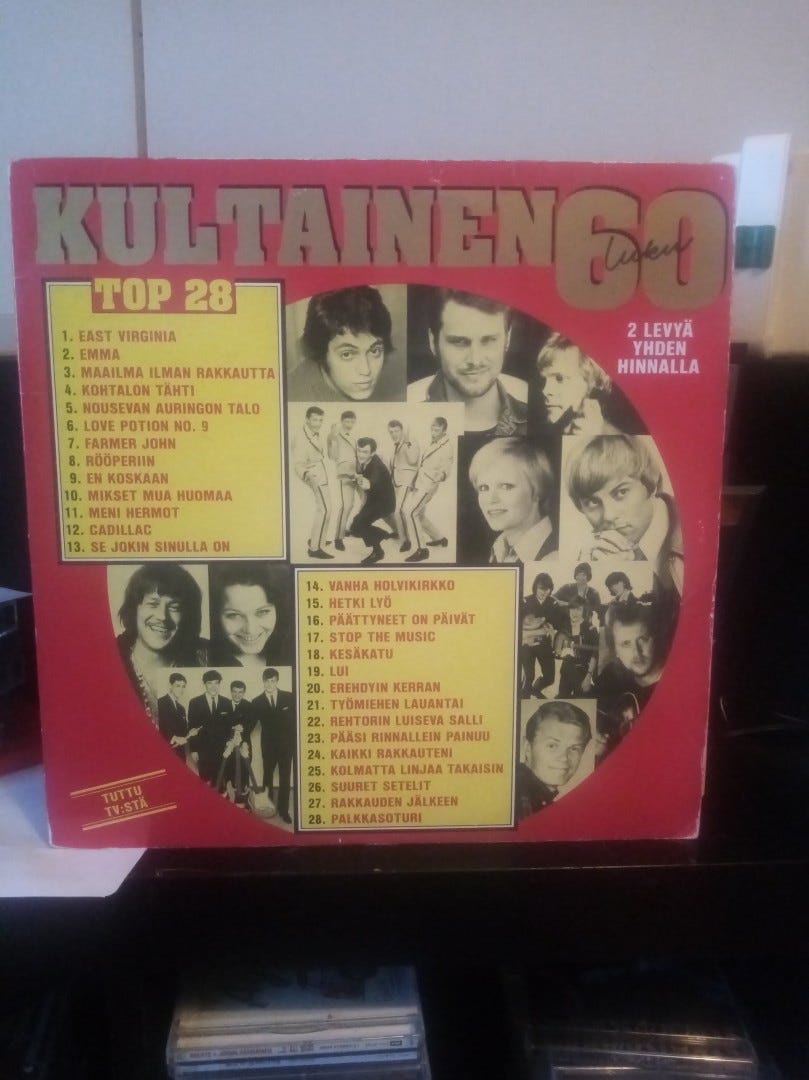 KULTAINEN 60
Luken
TOP 28
1. EAST VIRGINIA
2. EMMA
3. MAAILMA ILMAN RAKKAUTTA
4. KOHTALON TÄHTI
5. NOUSEVAN AURINGON TALO
6. LOVE POTION NO. 9
7. FARMER JOHN
8. RÖÖPERIIN
9. EN KOSKAAN
10. MIKSET MUA HUOMAA
11. MENI HERMOT
12. CADILLAC
13. SE JOKIN SINULLA ON
2 LEVYÄ
YHDEN
HINNALLA
14. VANHA HOLVIKIRKKO
15. HETKI LYÖ
16. PÄÄTTYNEET ON PÄIVÄT
17. STOP THE MUSIC
18. KESÄKATU
19. LUI
20. EREHDYIN KERRAN
21. TYÖMIEHEN LAUANTAI
22. REHTORIN LUISEVA SALLI
23. PÄÄSI RINNALLEIN PAINUU
24. KAIKKI RAKKAUTENI
25. KOLMATTA LINJAA TAKAISIN
26. SUURET SETELIT
27. RAKKAUDEN JÄLKEEN
28. PALKKASOTURI
TUTTU
TV:STÄ